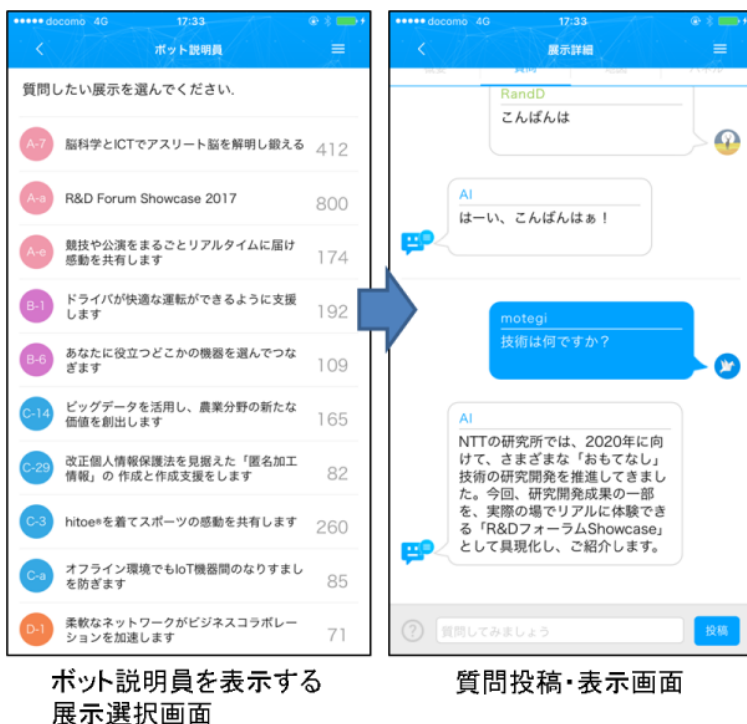 docomo 4G 17:33
ボット説明員
質問したい展示を選んでください.
A-7 脳科学とICTでアスリート脳を解明し鍛える 412
A-a R&D Forum Showcase 2017 800
A-e 競技や公演をまるごとリアルタイムに届け
感動を共有します 174
B-1 ドライバが快適な運転ができるように支援
します 192
B-6 あなたに役立つどこかの機器を選んでつな
ぎます 109
C-14 ビッグデータを活用し、農業分野の新たな
価値を創出します 165
C-29 改正個人情報保護法を見据えた「匿名加工
情報」の 作成と作成支援をします 82
C-3 hitoe®を着てスポーツの感動を共有します 260
C-a オフライン環境でもIoT機器間のなりすまし
を防ぎます 85
D-1 柔軟なネットワークがビジネスコラボレー
ションを加速します 71
ボット説明員を表示する
展示選択画面
docomo 4G 17:33
展示詳細
RandD
こんばんは
AI
はーい、こんばんはぁ！
motegi
技術は何ですか？
AI
NTTの研究所では、2020年に向
けて、さまざまな「おもてなし」
技術の研究開発を推進してきまし
た。今回、研究開発成果の一部
を、実際の場でリアルに体験でき
る「R&DフォーラムShowcase」
として具現化し、ご紹介します。
? 質問してみましょう 投稿
質問投稿・表示画面